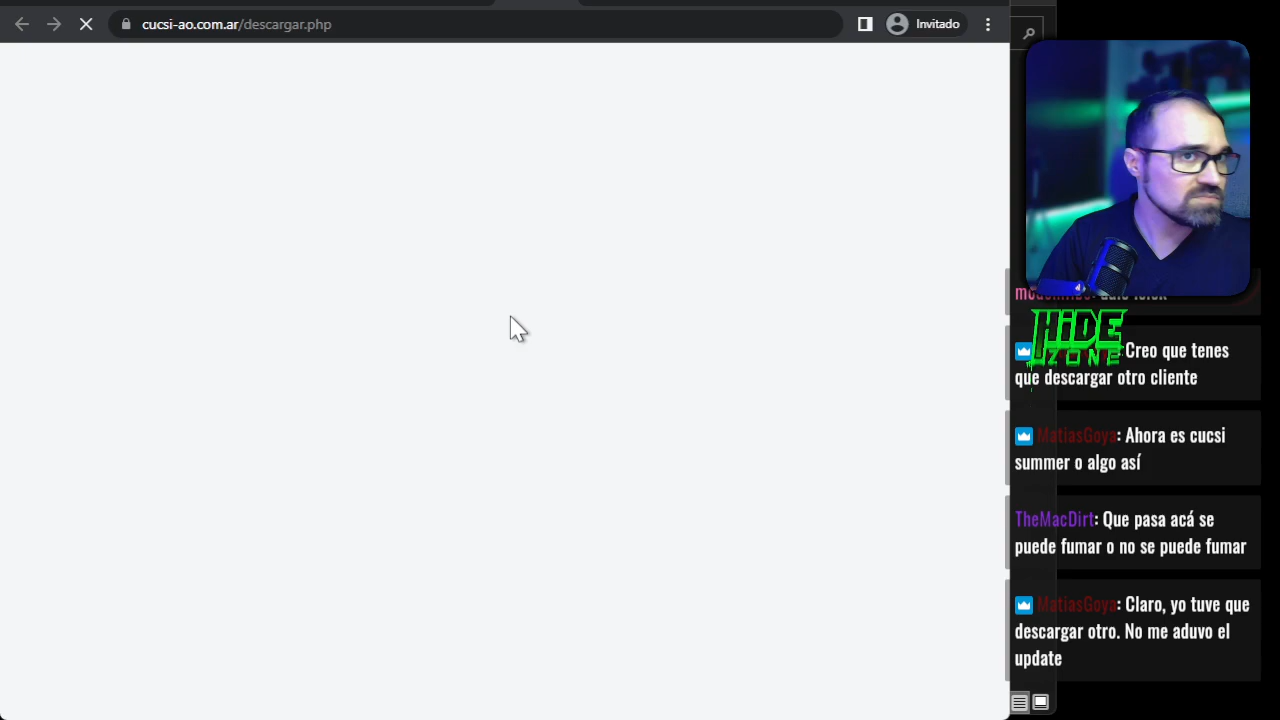 cucsi-ao.com.ar/descargar.php
Invitado
HiDE
ZONE
Creo que tenes
que descargar otro cliente
MatiasGoya: Ahora es cucsi
summer o algo así
TheMacDirt: Que pasa acá se
puede fumar o no se puede fumar
MatiasGoya: Claro, yo tuve que
descargar otro. No me aduvo el
update